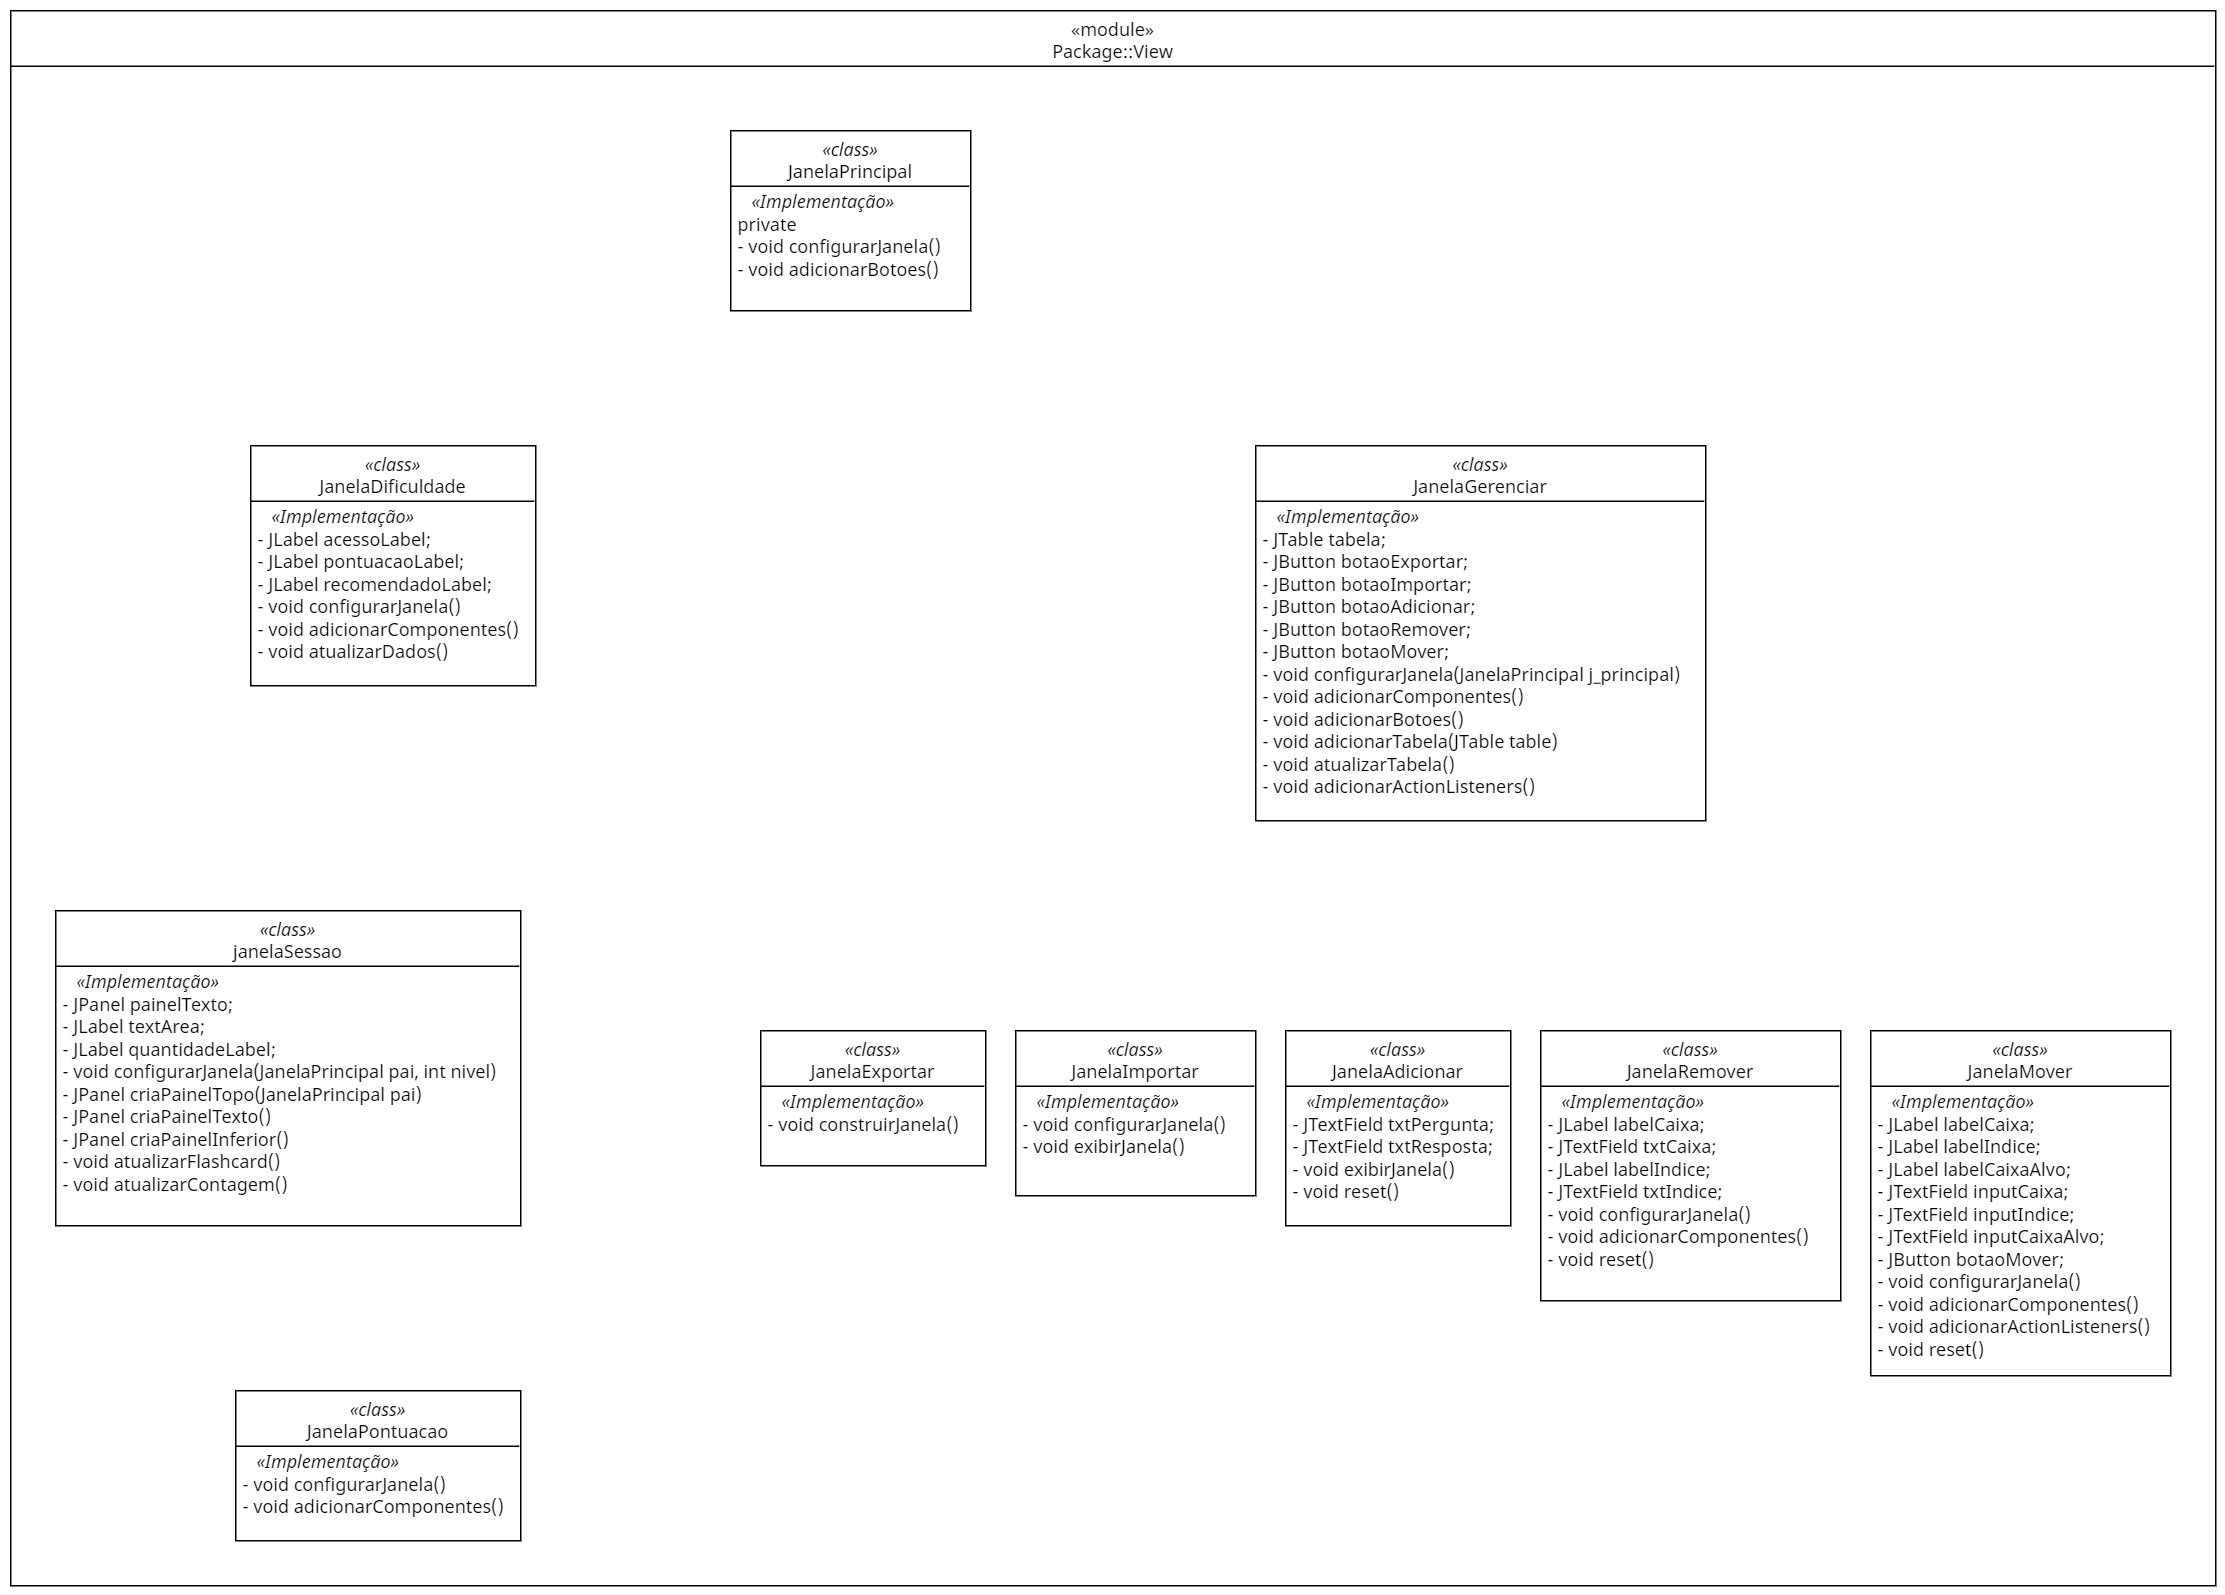 «module»
Package::View
«class»
JanelaPrincipal
«Implementação»
private
- void configurarJanela()
- void adicionarBotoes()
«class»
JanelaDificuldade
«Implementação»
- JLabel acessoLabel;
- JLabel pontuacaoLabel;
- JLabel recomendadoLabel;
- void configurarJanela()
- void adicionarComponentes()
- void atualizarDados()
«class»
JanelaGerenciar
«Implementação»
- JTable tabela;
- JButton botaoExportar;
- JButton botaoImportar;
- JButton botaoAdicionar;
- JButton botaoRemover;
- JButton botaoMover;
- void configurarJanela(JanelaPrincipal j_principal)
- void adicionarComponentes()
- void adicionarBotoes()
- void adicionarTabela(JTable table)
- void atualizarTabela()
- void adicionarActionListeners()
«class»
janelaSessao
«Implementação»
- JPanel painelTexto;
- JLabel textArea;
- JLabel quantidadeLabel;
- void configurarJanela(JanelaPrincipal pai, int nivel)
- JPanel criaPainelTopo(JanelaPrincipal pai)
- JPanel criaPainelTexto()
- JPanel criaPainelInferior()
- void atualizarFlashcard()
- void atualizarContagem()
«class»
JanelaExportar
«Implementação»
- void construirJanela()
«class»
JanelaImportar
«Implementação»
- void configurarJanela()
- void exibirJanela()
«class»
JanelaAdicionar
«Implementação»
- JTextField txtPergunta;
- JTextField txtResposta;
- void exibirJanela()
- void reset()
«class»
JanelaRemover
«Implementação»
- JLabel labelCaixa;
- JTextField txtCaixa;
- JLabel labelIndice;
- JTextField txtIndice;
- void configurarJanela()
- void adicionarComponentes()
- void reset()
«class»
JanelaMover
«Implementação»
- JLabel labelCaixa;
- JLabel labelIndice;
- JLabel labelCaixaAlvo;
- JTextField inputCaixa;
- JTextField inputIndice;
- JTextField inputCaixaAlvo;
- JButton botaoMover;
- void configurarJanela()
- void adicionarComponentes()
- void adicionarActionListeners()
- void reset()
«class»
JanelaPontuacao
«Implementação»
- void configurarJanela()
- void adicionarComponentes()